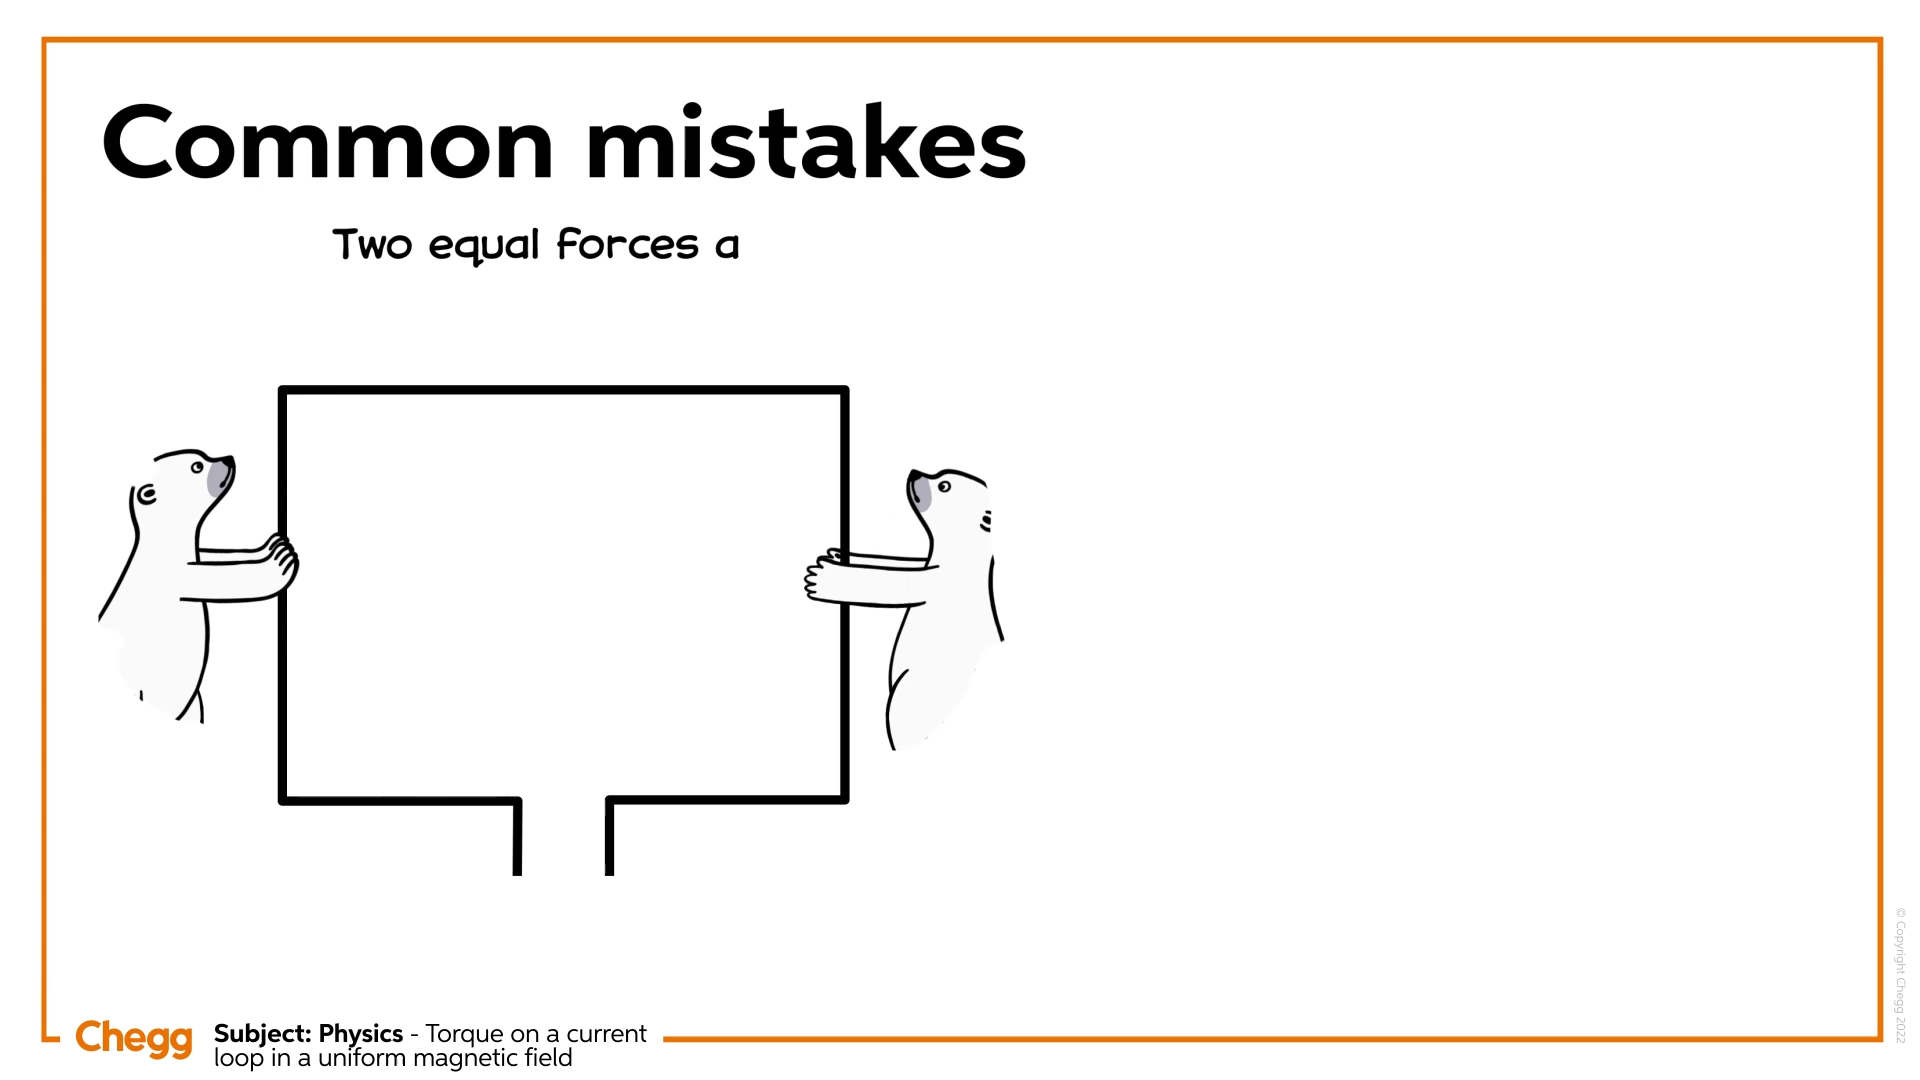 Common mistakes
Two equal forces a
Chegg
Subject: Physics - Torque on a current
loop in a uniform magnetic field
© Copyright Chegg 2022